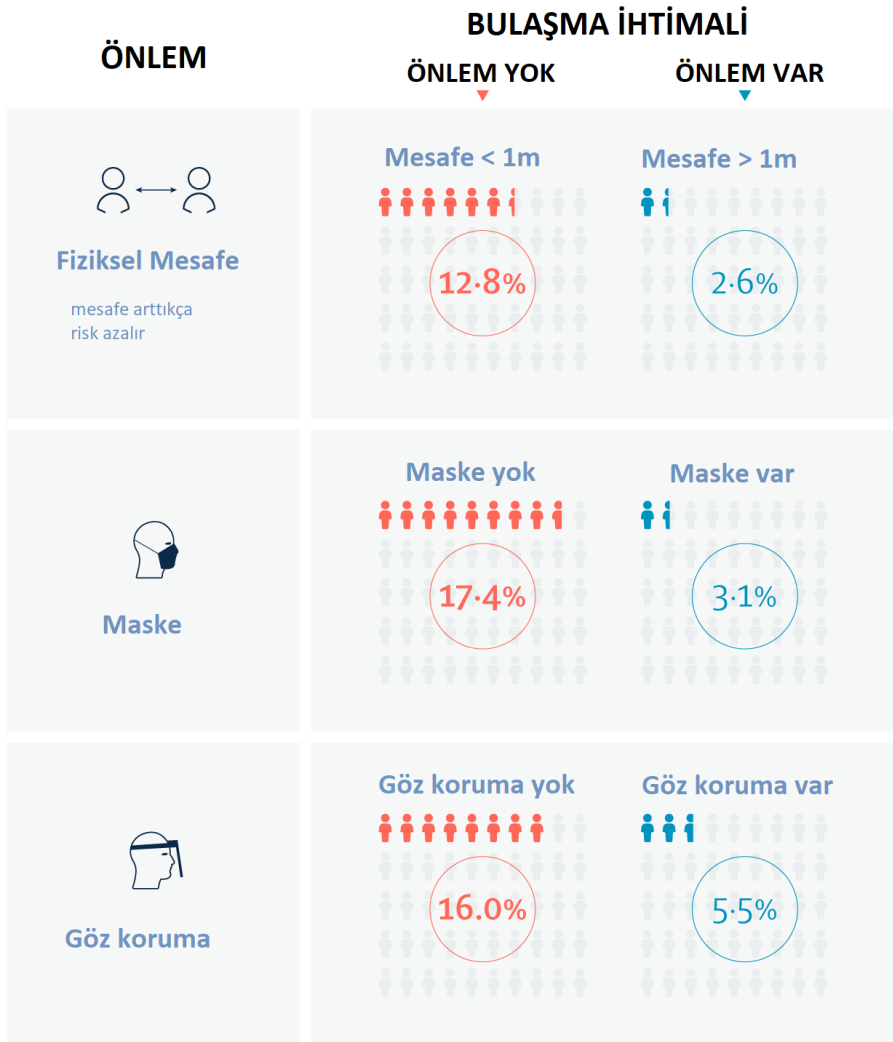 ÖNLEM
BULAŞMA İHTİMALİ
ÖNLEM YOK
ÖNLEM VAR
Fiziksel Mesafe
mesafe arttıkça
risk azalır
Mesafe < 1m
12·8%
Mesafe > 1m
2·6%
Maske
Maske yok
17·4%
Maske var
3·1%
Göz koruma
Göz koruma yok
16.0%
Göz koruma var
5·5%